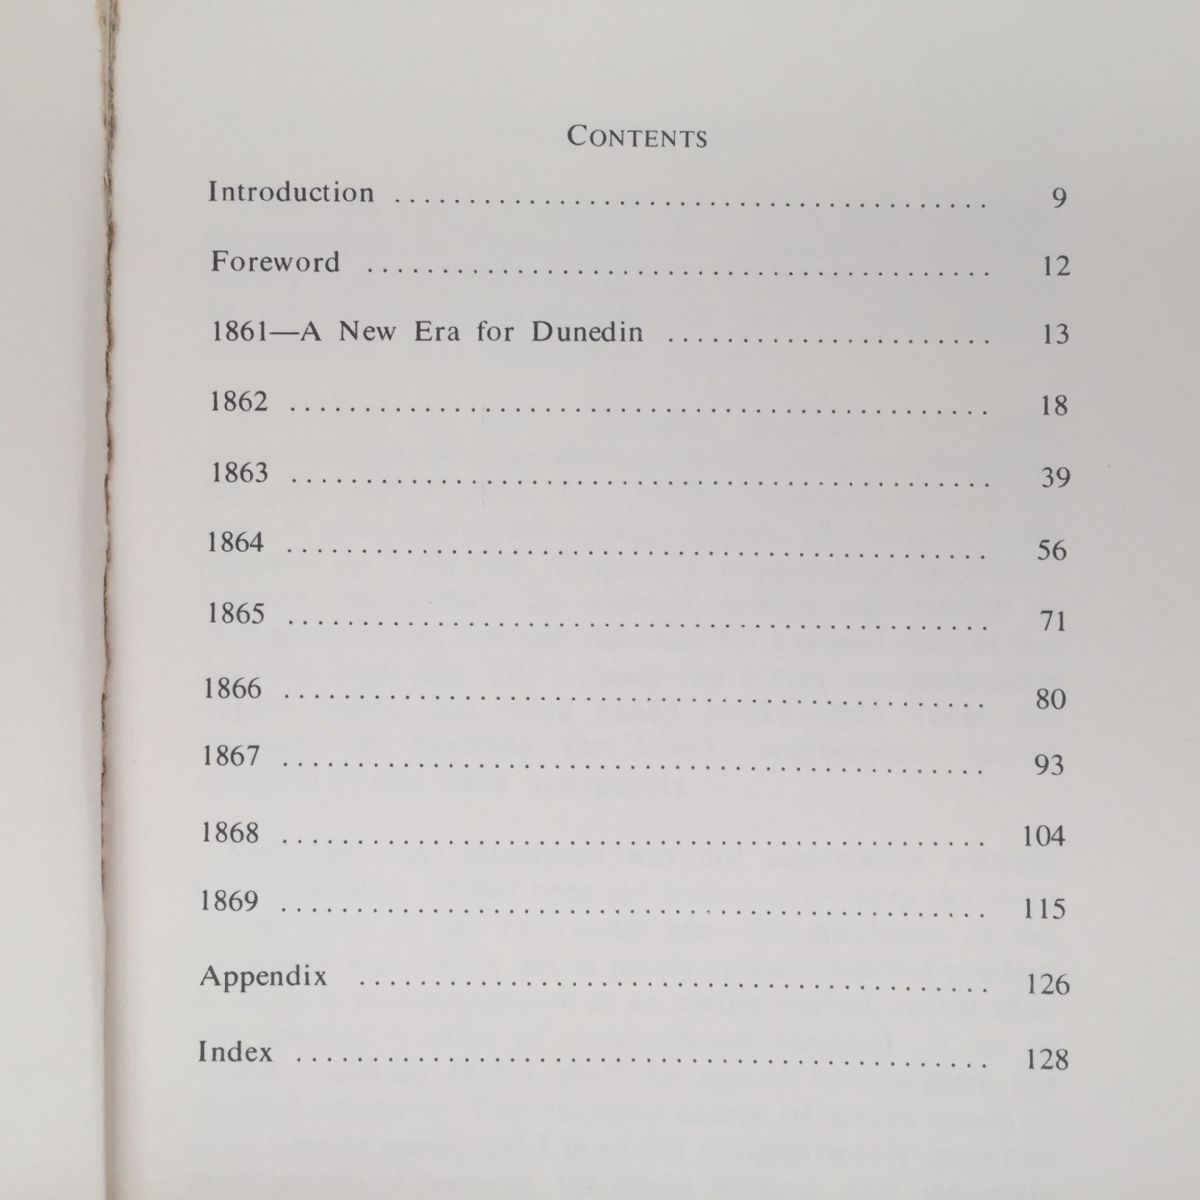 CONTENTS
Introduction ........................................ 9
Foreword .......................................... 12
1861—A New Era for Dunedin ...................... 13
1862 ............................................... 18
1863 ............................................... 39
1864 ............................................... 56
1865 ............................................... 71
1866 ............................................... 80
1867 ............................................... 93
1868 ............................................... 104
1869 ............................................... 115
Appendix .......................................... 126
Index ............................................... 128